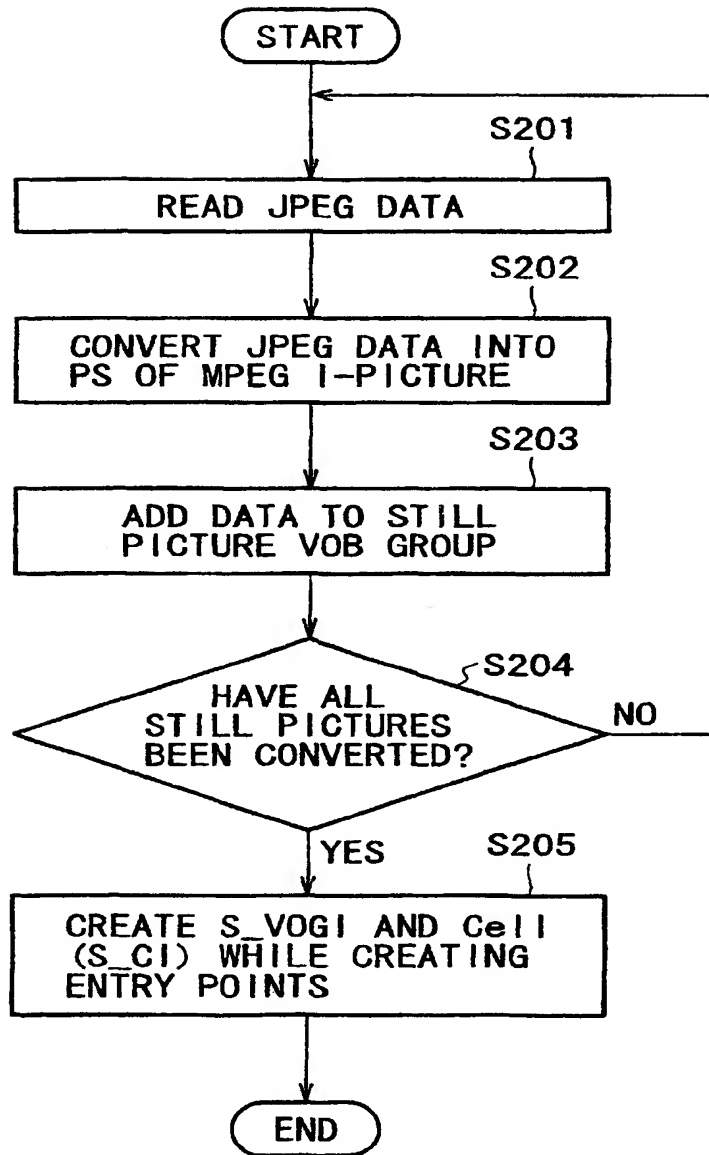 START
S201
READ JPEG DATA
S202
CONVERT JPEG DATA INTO
PS OF MPEG I-PICTURE
S203
ADD DATA TO STILL
PICTURE VOB GROUP
S204
HAVE ALL
STILL PICTURES
BEEN CONVERTED?
NO
YES
S205
CREATE S_VOGI AND Cell
(S_CI) WHILE CREATING
ENTRY POINTS
END